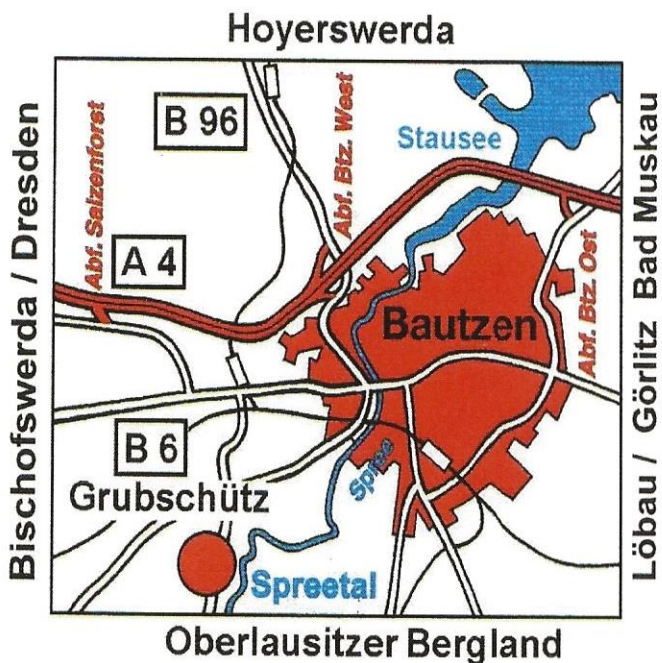 Hoyerswerda
Bischofswerda / Dresden
Abf. Salzenforst
B 96
Abf. Btz. West
Stausee
A 4
Bautzen
Abf. Btz. Ost
Löbau / Görlitz Bad Muskau
B 6
Grubschütz
Spree
Spreetal
Oberlausitzer Bergland